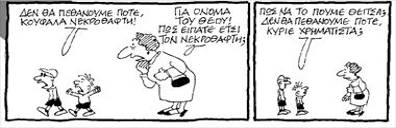 ΔΕΝ ΘΑ ΠΕΘΑΝΟΥΜΕ ΠΟΤΕ,
ΚΟΥΦΑΛΑ ΝΕΚΡΟΘΑΦΤΗ!
ΓΙΑ ΟΝΟΜΑ
ΤΟΥ ΘΕΟΥ!
ΠΩΣ ΕΙΠΑΤΕ ΕΤΣΙ
ΤΟΝ ΝΕΚΡΟΘΑΦΤΗ;
ΠΩΣ ΝΑ ΤΟ ΠΟΥΜΕ ΘΕΙΤΣΑ;
ΔΕΝ ΘΑ ΠΕΘΑΝΟΥΜΕ ΠΟΤΕ,
ΚΥΡΙΕ ΧΡΗΜΑΤΙΣΤΑ;